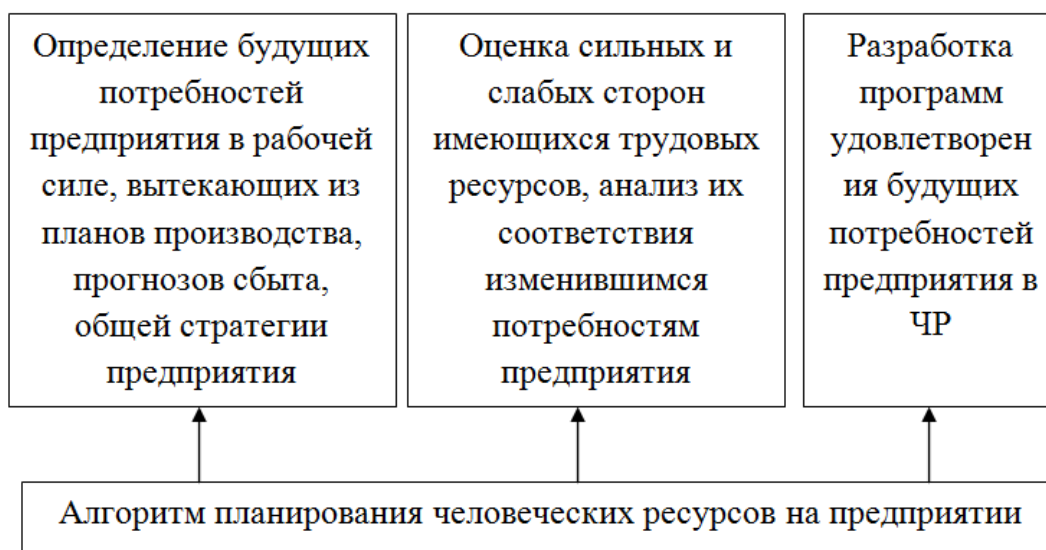 Определение будущих
потребностей
предприятия в рабочей
силе, вытекающих из
планов производства,
прогнозов сбыта,
общей стратегии
предприятия
Оценка сильных и
слабых сторон
имеющихся трудовых
ресурсов, анализ их
соответствия
изменившимся
потребностям
предприятия
Разработка
программ
удовлетворен
ия будущих
потребностей
предприятия в
ЧР
Алгоритм планирования человеческих ресурсов на предприятии